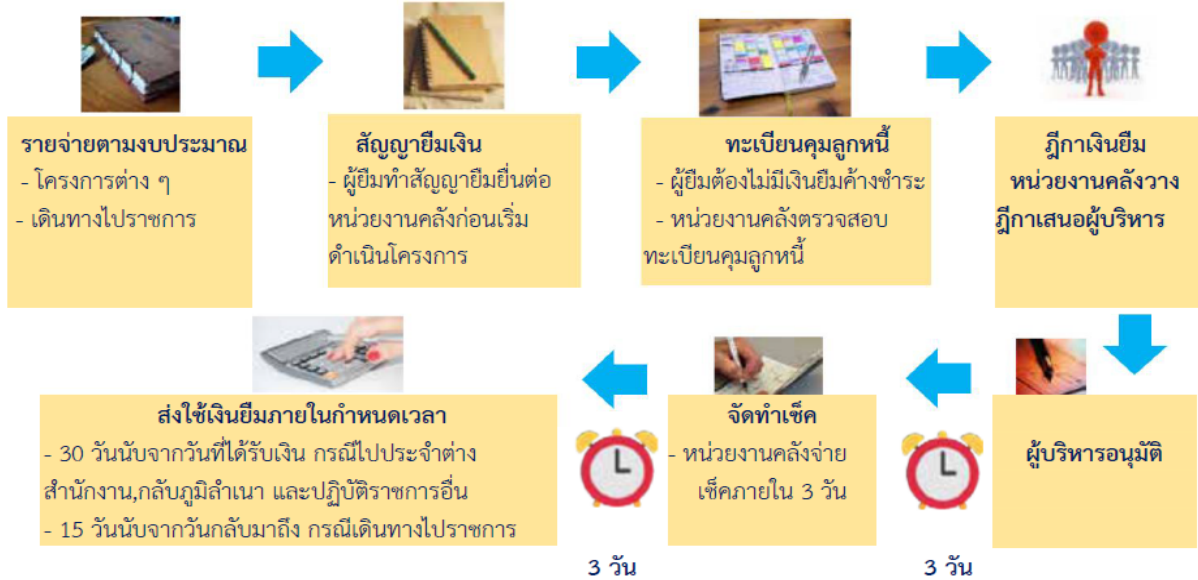 รายจ่ายตามงบประมาณ
- โครงการต่าง ๆ
- เดินทางไปราชการ
สัญญายืมเงิน
- ผู้ยืมทำสัญญายืมยื่นต่อ
หน่วยงานคลังก่อนเริ่ม
ดำเนินโครงการ
ทะเบียนคุมลูกหนี้
- ผู้ยืมต้องไม่มีเงินยืมค้างชำระ
- หน่วยงานคลังตรวจสอบ
ทะเบียนคุมลูกหนี้
ฎีกาเงินยืม
หน่วยงานคลังวาง
ฎีกาเสนอผู้บริหาร
ผู้บริหารอนุมัติ
3 วัน
จัดทำเช็ค
- หน่วยงานคลังจ่าย
เช็คภายใน 3 วัน
3 วัน
ส่งใช้เงินยืมภายในกำหนดเวลา
- 30 วันนับจากวันที่ได้รับเงิน กรณีไปประจำต่าง
สำนักงาน,กลับภูมิลำเนา และปฏิบัติราชการอื่น
- 15 วันนับจากวันกลับมาถึง กรณีเดินทางไปราชการ